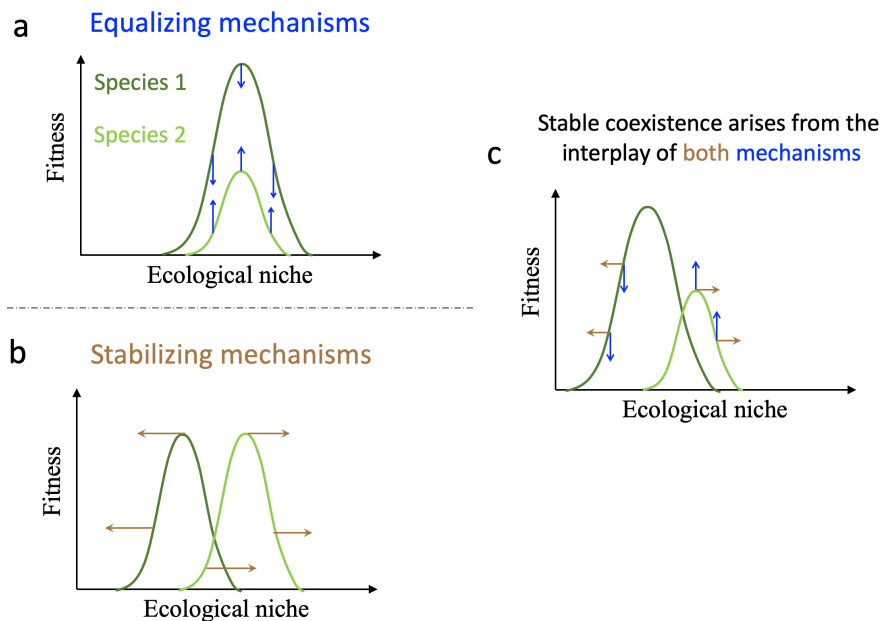 a
Equalizing mechanisms
Species 1
Species 2
Fitness
Ecological niche
b
Stabilizing mechanisms
Fitness
Ecological niche
c
Stable coexistence arises from the
interplay of both mechanisms
Fitness
Ecological niche